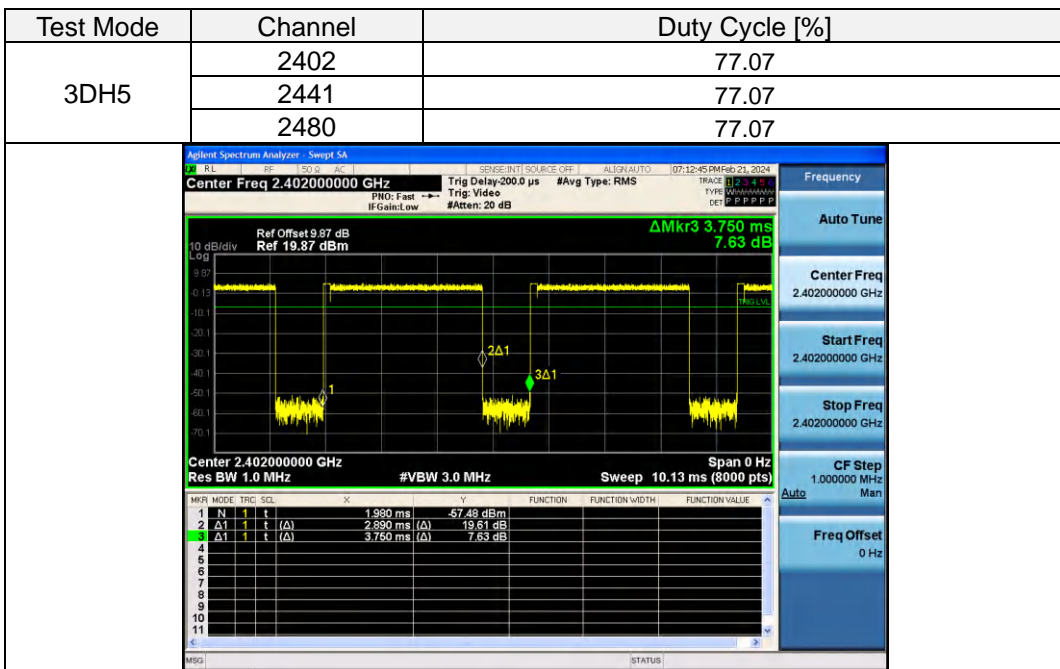 Test Mode Channel Duty Cycle [%]
3DH5 2402 77.07
2441 77.07
2480 77.07
Agilent Spectrum Analyzer - Swept SA
RL RF 50 Ω AC SENSE:INT SOURCE OFF ALIGN AUTO 07:12:45 PM Feb 21, 2024
Center Freq 2.402000000 GHz Trig Delay-200.0 µs #Avg Type: RMS TRACE 1 2 3 4 5 6
PNO: Fast Trig: Video TYPE
IFGain:Low #Atten: 20 dB DET P P P P P P
Frequency
ΔMkr3 3.750 ms
7.63 dB
Ref Offset 9.87 dB
10 dB/div Ref 19.87 dBm
Log
9.87
-0.13
TRIG LVL
-10.1
-20.1
-30.1
2Δ1
-40.1
3Δ1
-50.1
1
-60.1
-70.1
Center 2.402000000 GHz Span 0 Hz
Res BW 1.0 MHz #VBW 3.0 MHz Sweep 10.13 ms (8000 pts)
MKR MODE TRC SCL X Y FUNCTION FUNCTION WIDTH FUNCTION VALUE
1 N 1 t 1.980 ms -57.48 dBm
2 Δ1 1 t (Δ) 2.890 ms (Δ) 19.61 dB
3 Δ1 1 t (Δ) 3.750 ms (Δ) 7.63 dB
4
5
6
7
8
9
10
11
MSG STATUS
Auto Tune
Center Freq
2.402000000 GHz
Start Freq
2.402000000 GHz
Stop Freq
2.402000000 GHz
CF Step
1.000000 MHz
Auto Man
Freq Offset
0 Hz